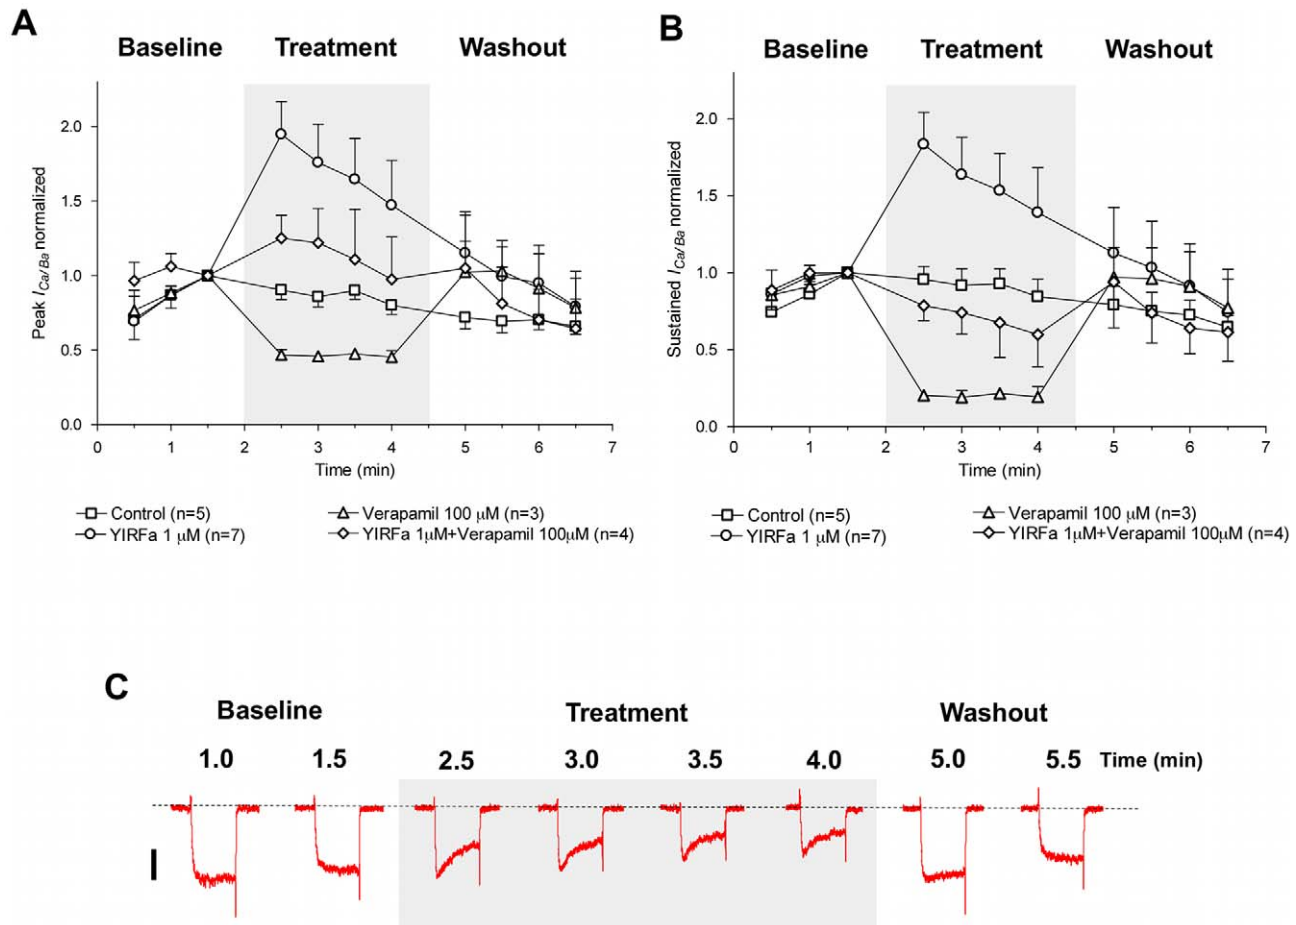 A
Baseline Treatment Washout
Peak I Ca/Ba normalized
2.0
1.5
1.0
0.5
0.0
0 1 2 3 4 5 6 7
Time (min)
Control (n=5)
Verapamil 100 μM (n=3)
YIRFa 1 μM (n=7)
YIRFa 1μM+Verapamil 100μM (n=4)
B
Baseline Treatment Washout
Sustained I Ca/Ba normalized
2.0
1.5
1.0
0.5
0.0
0 1 2 3 4 5 6 7
Time (min)
Control (n=5)
Verapamil 100 μM (n=3)
YIRFa 1 μM (n=7)
YIRFa 1μM+Verapamil 100μM (n=4)
C
Baseline Treatment Washout
1.0 1.5 2.5 3.0 3.5 4.0 5.0 5.5 Time (min)